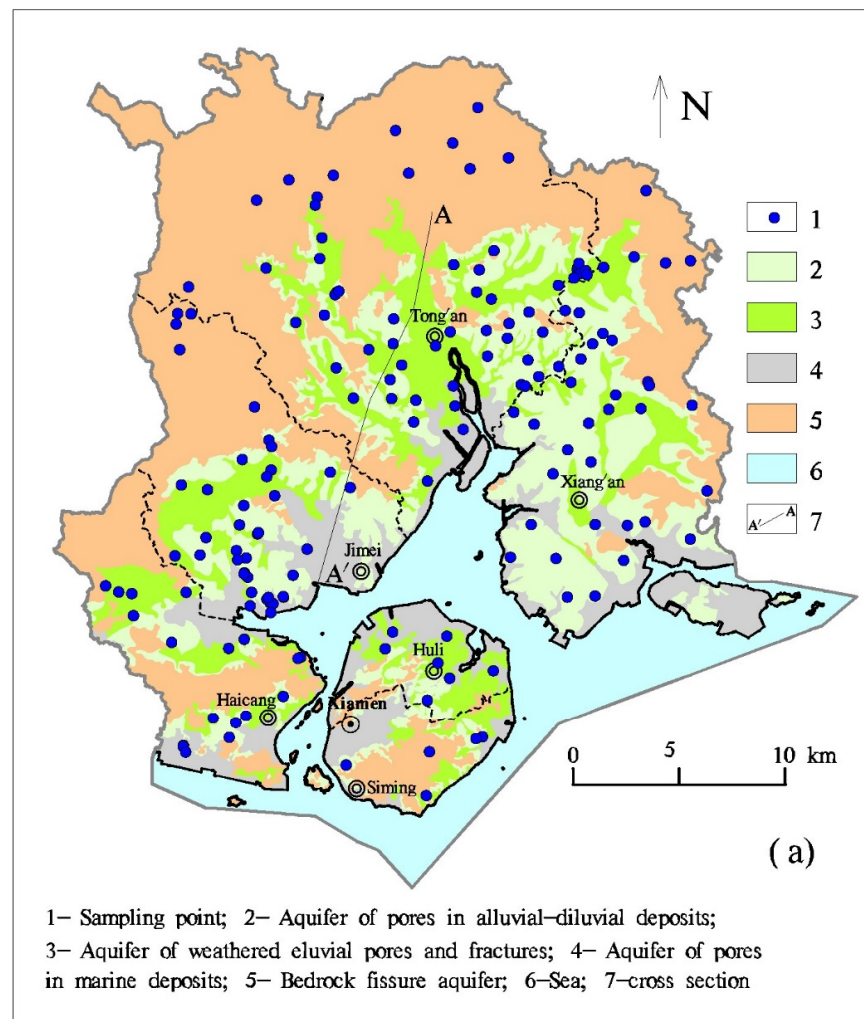 N
A
1
2
3
4
5
6
A' A 7
Tong'an
Xiang'an
Jimei
A'
Huli
Haicang
Xiamen
Siming
0 5 10 km
(a)
1— Sampling point; 2— Aquifer of pores in alluvial-diluvial deposits;
3— Aquifer of weathered eluvial pores and fractures; 4— Aquifer of pores
in marine deposits; 5— Bedrock fissure aquifer; 6—Sea; 7—cross section